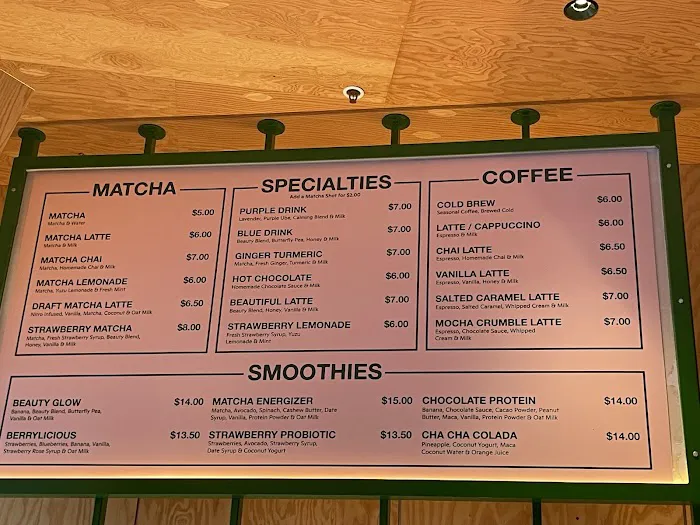 MATCHA
MATCHA $5.00
Matcha & Water
MATCHA LATTE $6.00
Matcha & Milk
MATCHA CHAI $7.00
Matcha, Homemade Chai & Milk
MATCHA LEMONADE $6.00
Matcha, Yuzu Lemonade & Fresh Mint
DRAFT MATCHA LATTE $6.50
Nitro Infused, Vanilla, Matcha, Coconut & Oat Milk
STRAWBERRY MATCHA $8.00
Matcha, Fresh Strawberry Syrup, Beauty Blend,
Honey, Vanilla & Milk
SPECIALTIES
Add a Matcha Shot for $2.00
PURPLE DRINK $7.00
Lavender, Purple Ube, Calming Blend & Milk
BLUE DRINK $7.00
Beauty Blend, Butterfly-Pea, Honey & Milk
GINGER TURMERIC $7.00
Matcha, Fresh Ginger, Turmeric & Milk
HOT CHOCOLATE $6.00
Homemade Chocolate Sauce & Milk
BEAUTIFUL LATTE $7.00
Beauty Blend, Honey, Vanilla & Milk
STRAWBERRY LEMONADE $6.00
Fresh Strawberry Syrup, Yuzu
Lemonade & Mint
COFFEE
COLD BREW $6.00
Seasonal Coffee, Brewed Cold
LATTE / CAPPUCCINO $6.00
Espresso & Milk
CHAI LATTE $6.50
Espresso, Homemade Chai & Milk
VANILLA LATTE $6.50
Espresso, Vanilla, Honey & Milk
SALTED CARAMEL LATTE $7.00
Espresso, Salted Caramel, Whipped Cream & Milk
MOCHA CRUMBLE LATTE $7.00
Espresso, Chocolate Sauce, Whipped
Cream & Milk
SMOOTHIES
BEAUTY GLOW $14.00
Banana, Beauty Blend, Butterfly Pea,
Vanilla & Oat Milk
BERRYLICIOUS $13.50
Strawberries, Blueberries, Banana, Vanilla,
Strawberry Rose Syrup & Oat Milk
MATCHA ENERGIZER $15.00
Matcha, Avocado, Spinach, Cashew Butter, Date
Syrup, Vanilla, Protein Powder & Oat Milk
STRAWBERRY PROBIOTIC $13.50
Strawberries, Avocado, Strawberry Syrup,
Date Syrup & Coconut Yogurt
CHOCOLATE PROTEIN $14.00
Banana, Chocolate Sauce, Cacao Powder, Peanut
Butter, Maca, Vanilla, Protein Powder & Oat Milk
CHA CHA COLADA $14.00
Pineapple, Coconut Yogurt, Maca
Coconut Water & Orange Juice